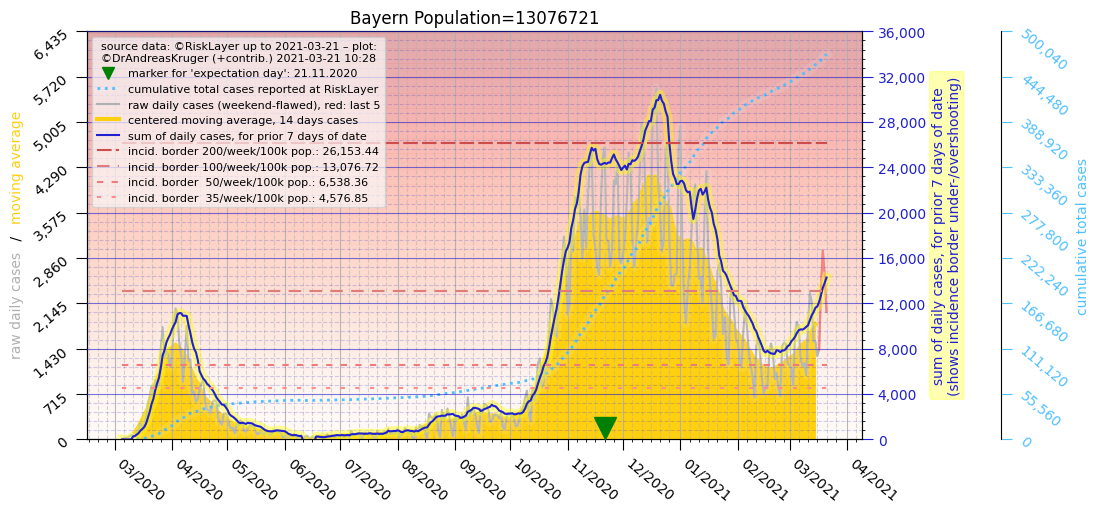 Bayern Population=13076721
source data: ©RiskLayer up to 2021-03-21 – plot:
©DrAndreasKruger (+contrib.) 2021-03-21 10:28
marker for 'expectation day': 21.11.2020
cumulative total cases reported at RiskLayer
raw daily cases (weekend-flawed), red: last 5
centered moving average, 14 days cases
sum of daily cases, for prior 7 days of date
incid. border 200/week/100k pop.: 26,153.44
incid. border 100/week/100k pop.: 13,076.72
incid. border  50/week/100k pop.: 6,538.36
incid. border  35/week/100k pop.: 4,576.85
raw daily cases / moving average
6,435
5,720
5,005
4,290
3,575
2,860
2,145
1,430
715
0
03/2020
04/2020
05/2020
06/2020
07/2020
08/2020
09/2020
10/2020
11/2020
12/2020
01/2021
02/2021
03/2021
04/2021
36,000
32,000
28,000
24,000
20,000
16,000
12,000
8,000
4,000
0
sum of daily cases, for prior 7 days of date
(shows incidence border under-/overshooting)
500,040
444,480
388,920
333,360
277,800
222,240
166,680
111,120
55,560
0
cumulative total cases